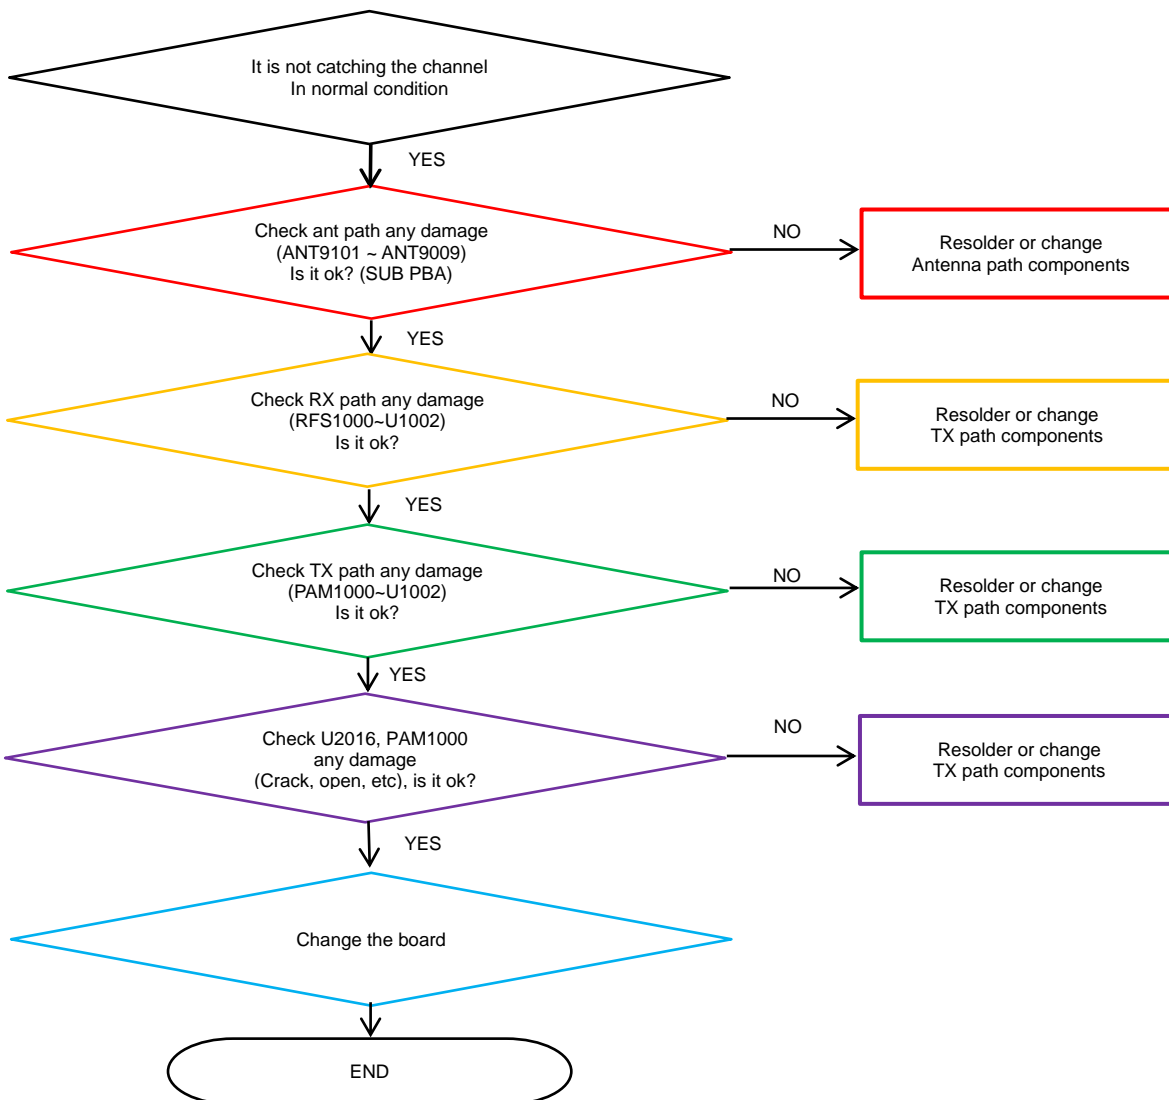 It is not catching the channel
In normal condition
YES
Check ant path any damage
(ANT9101 ~ ANT9009)
Is it ok? (SUB PBA)
NO
Resolder or change
Antenna path components
YES
Check RX path any damage
(RFS1000~U1002)
Is it ok?
NO
Resolder or change
TX path components
YES
Check TX path any damage
(PAM1000~U1002)
Is it ok?
NO
Resolder or change
TX path components
YES
Check U2016, PAM1000
any damage
(Crack, open, etc), is it ok?
NO
Resolder or change
TX path components
YES
Change the board
END